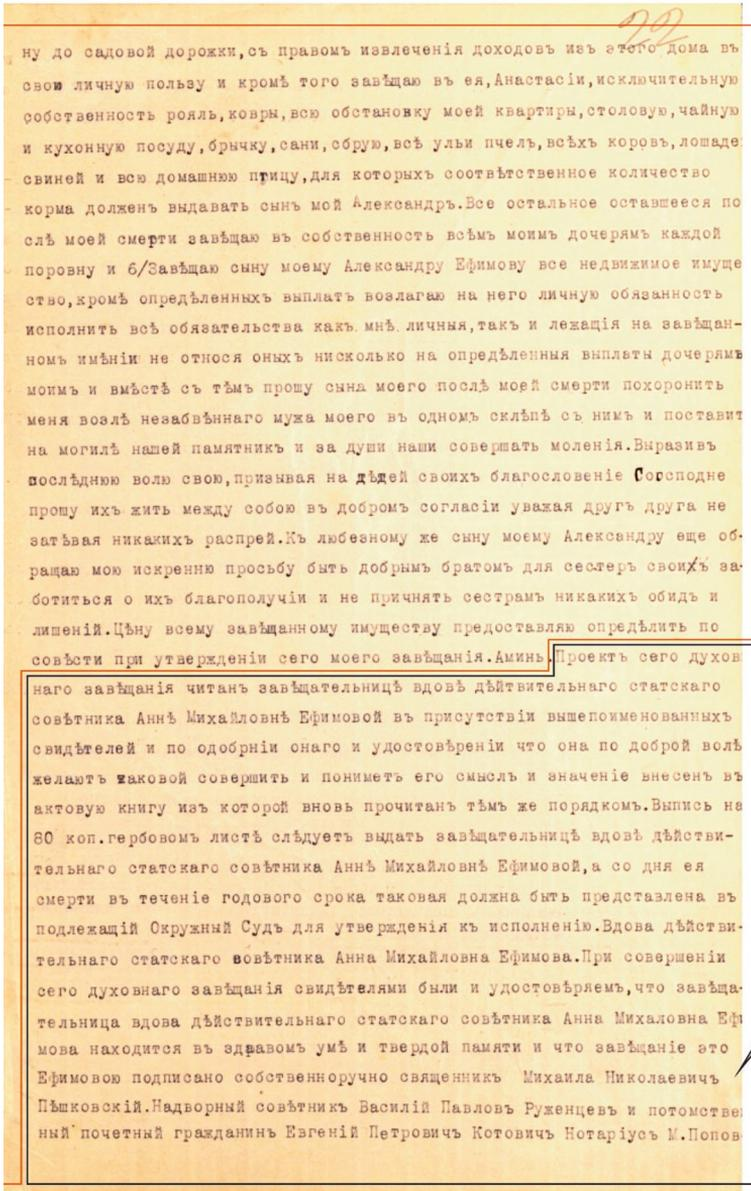 22
ну до садовой дорожки,съ правомъ извлеченія доходовъ изъ этого дома въ
свою личную пользу и кромѣ того завѣщаю въ ея,Анастасіи,исключительную
собственность рояль,ковры,всю обстановку моей квартиры,столовую,чайную
и кухонную посуду,брычку,сани,сбрую,всѣ ульи пчелъ,всѣхъ коровъ,лошаде
свиней и всю домашнюю птицу,для которыхъ соотвѣтственное количество
корма долженъ выдавать сынъ мой Александръ.Все остальное оставшееся по
слѣ моей смерти завѣщаю въ собственность всѣмъ моимъ дочерямъ каждой
поровну и 6/Завѣщаю сыну моему Александру Ефимову все недвижимое имуще
ство,кромѣ опредѣленныхъ выплатъ возлагаю на него личную обязанность
исполнить всѣ обязательства какъ мнѣ личныя,такъ и лежащія на завѣщан-
номъ имѣніи не относя оныхъ нисколько на опредѣленныя выплаты дочерямъ
моимъ и вмѣстѣ съ тѣмъ прошу сына моего послѣ моей смерти похоронить
меня возлѣ незабвѣннаго мужа моего въ одномъ склѣпѣ съ нимъ и поставит
на могилѣ нашей памятникъ и за души наши совершать моленія.Выразивъ
послѣднюю волю свою,призывая на дѣдей своихъ благословеніе Сосподне
прошу ихъ жить между собою въ добромъ согласіи уважая другъ друга не
затѣвая никакихъ распрей.Къ любезному же сыну моему Александру еще об-
ращаю мою искренню просьбу быть добрымъ братомъ для сестеръ своихъ за-
ботиться о ихъ благополучіи и не причнять сестрамъ никакихъ обидъ и
лишеній.Цѣну всему завѣщанному имуществу предоставляю опредѣлить по
совѣсти при утвержденіи сего моего завѣщанія.Аминь.Проектъ сего духов
наго завѣщанія читанъ завѣщательницѣ вдовѣ дѣйтвительнаго статскаго
совѣтника Аннѣ Михайловнѣ Ефимовой въ присутствіи вышепоименованныхъ
свидѣтелей и по одобрніи онаго и удостовѣреніи что она по доброй волѣ
желаютъ таковой совершить и пониметъ его смыслъ и значеніе внесенъ въ
актовую книгу изъ которой вновь прочитанъ тѣмъ же порядкомъ.Выпись на
80 коп.гербовомъ листѣ слѣдуетъ выдать завѣщательницѣ вдовѣ дѣйстви-
тельнаго статскаго совѣтника Аннѣ Михайловнѣ Ефимовой,а со дня ея
смерти въ теченіе годового срока таковая должна быть представлена въ
подлежащій Окружный Судъ для утвержденія къ исполненію.Вдова дѣйстви-
тельнаго статскаго вовѣтника Анна Михайловна Ефимова.При совершеніи
сего духовнаго завѣщанія свидѣтелями были и удостовѣряемъ,что завѣща-
тельница вдова дѣйствительнаго статскаго совѣтника Анна Михаловна Ефи
мова находится въ здравомъ умѣ и твердой памяти и что завѣщаніе это
Ефимовою подписано собственноручно священникъ Михаила Николаевичъ
Пѣшковскій.Надворный совѣтникъ Василій Павловъ Руженцевъ и потомствен
ный почетный гражданинъ Евгеній Петровичъ Котовичъ Нотаріусъ М.Попов